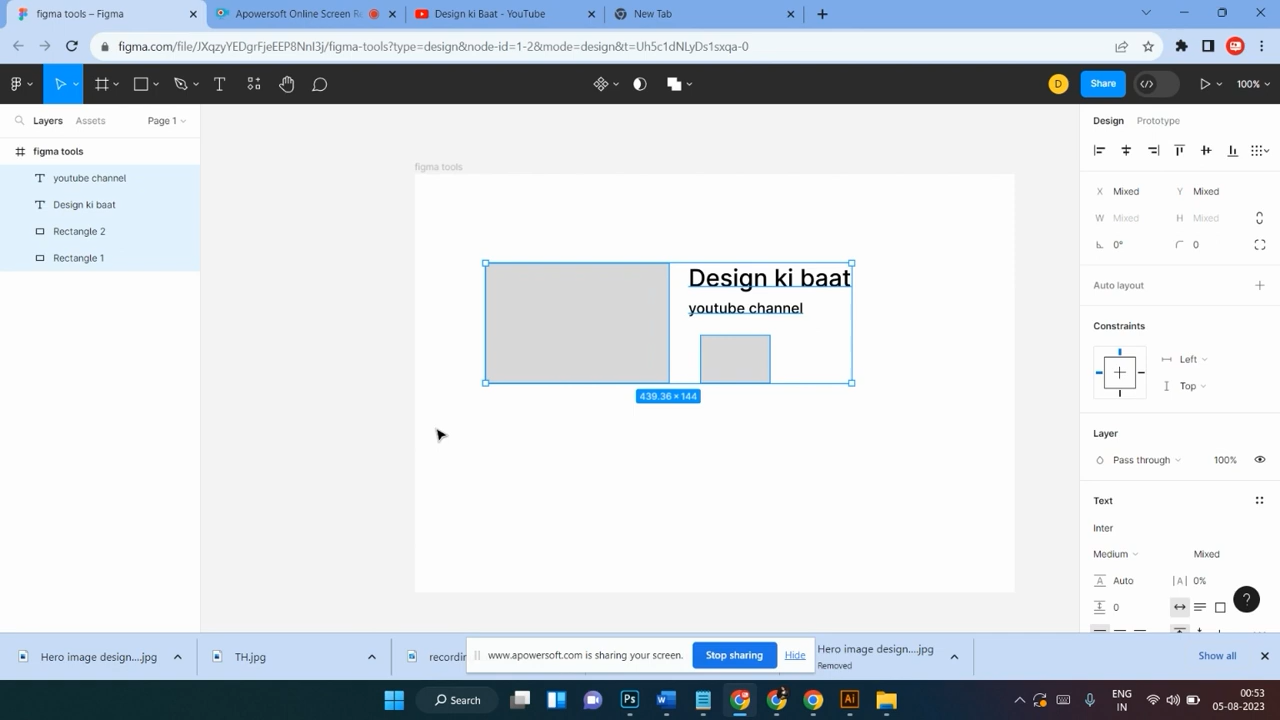 figma tools – Figma
Apowersoft Online Screen Re
Design ki Baat - YouTube
New Tab
figma.com/file/JXqzyYEDgrFjeEEP8NnI3j/figma-tools?type=design&node-id=1-2&mode=design&t=Uh5c1dNLyDs1sxqa-0
D
Share
100%
Layers
Assets
Page 1
Design
Prototype
figma tools
youtube channel
Design ki baat
Rectangle 2
Rectangle 1
figma tools
Design ki baat
youtube channel
439.36 × 144
X Mixed
Y Mixed
W Mixed
H Mixed
0°
0
Auto layout
Constraints
Left
Top
Layer
Pass through
100%
Text
Inter
Medium
Mixed
Auto
|A| 0%
0
?
Hero image design....jpg
TH.jpg
recordin
www.apowersoft.com is sharing your screen.
Stop sharing
Hide
Hero image design....jpg
Removed
Show all
Search
Ps
W
Ai
ENG
IN
00:53
05-08-2023